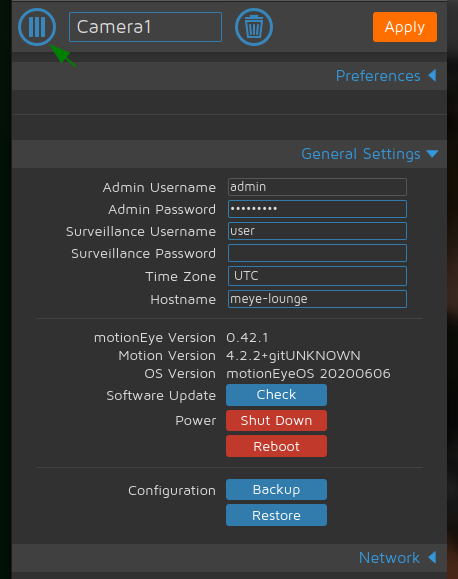 Camera1
Apply
Preferences
General Settings
Admin Username admin
Admin Password •••••••••
Surveillance Username user
Surveillance Password
Time Zone UTC
Hostname meye-lounge
motionEye Version 0.42.1
Motion Version 4.2.2+gitUNKNOWN
OS Version motionEyeOS 20200606
Software Update Check
Power Shut Down
Reboot
Configuration Backup
Restore
Network